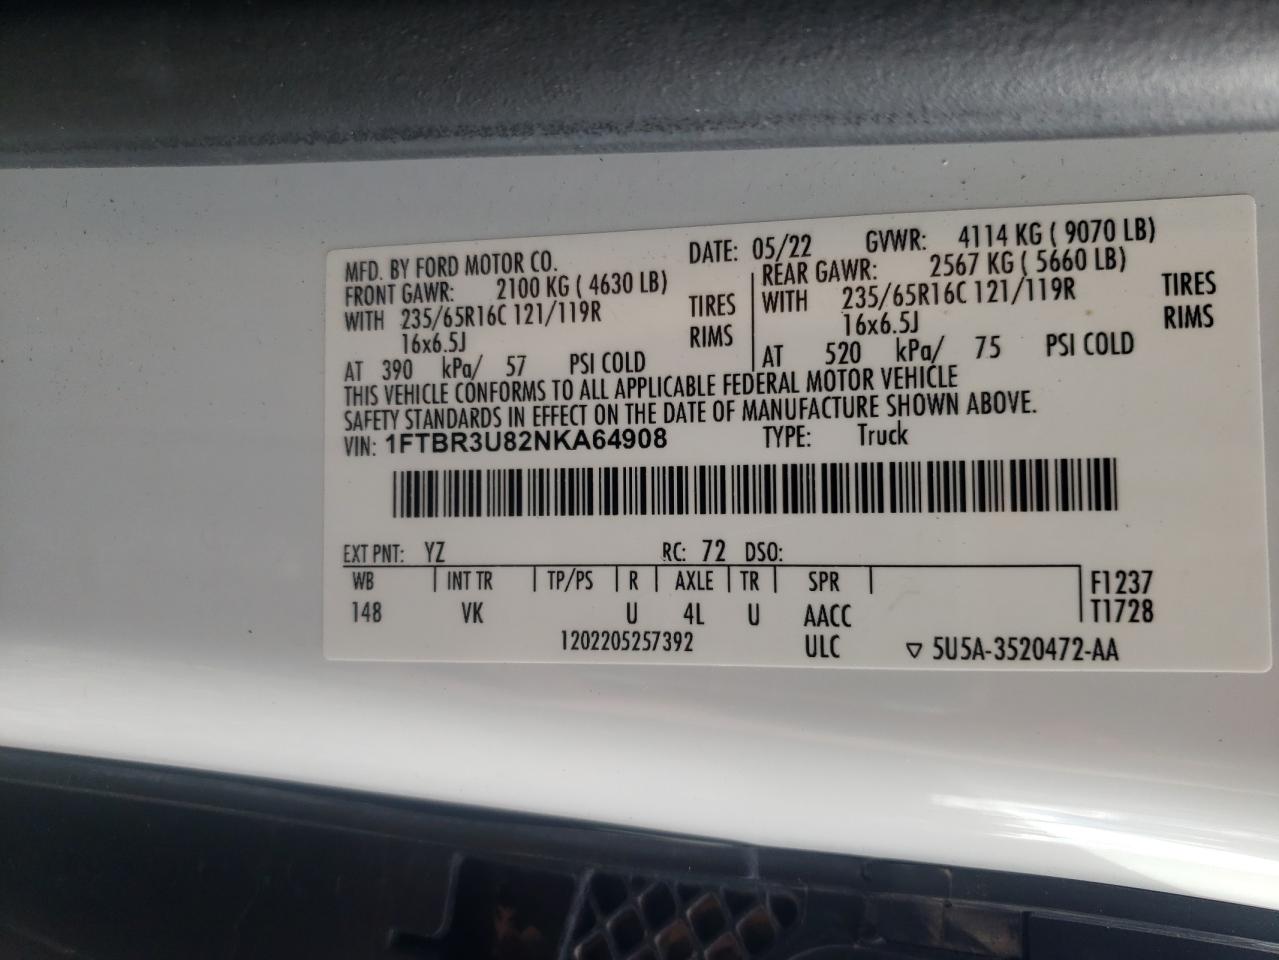 MFD. BY FORD MOTOR CO. DATE: 05/22 GVWR: 4114 KG ( 9070 LB)
FRONT GAWR: 2100 KG ( 4630 LB) REAR GAWR: 2567 KG ( 5660 LB)
WITH 235/65R16C 121/119R TIRES WITH 235/65R16C 121/119R TIRES
16x6.5J RIMS 16x6.5J RIMS
AT 390 kPa/ 57 PSI COLD AT 520 kPa/ 75 PSI COLD
THIS VEHICLE CONFORMS TO ALL APPLICABLE FEDERAL MOTOR VEHICLE
SAFETY STANDARDS IN EFFECT ON THE DATE OF MANUFACTURE SHOWN ABOVE.
VIN: 1FTBR3U82NKA64908 TYPE: Truck
EXT PNT: YZ RC: 72 DSO:
WB INT TR TP/PS R AXLE TR SPR F1237
148 VK U 4L U AACC T1728
1202205257392 ULC ▽ 5U5A-3520472-AA